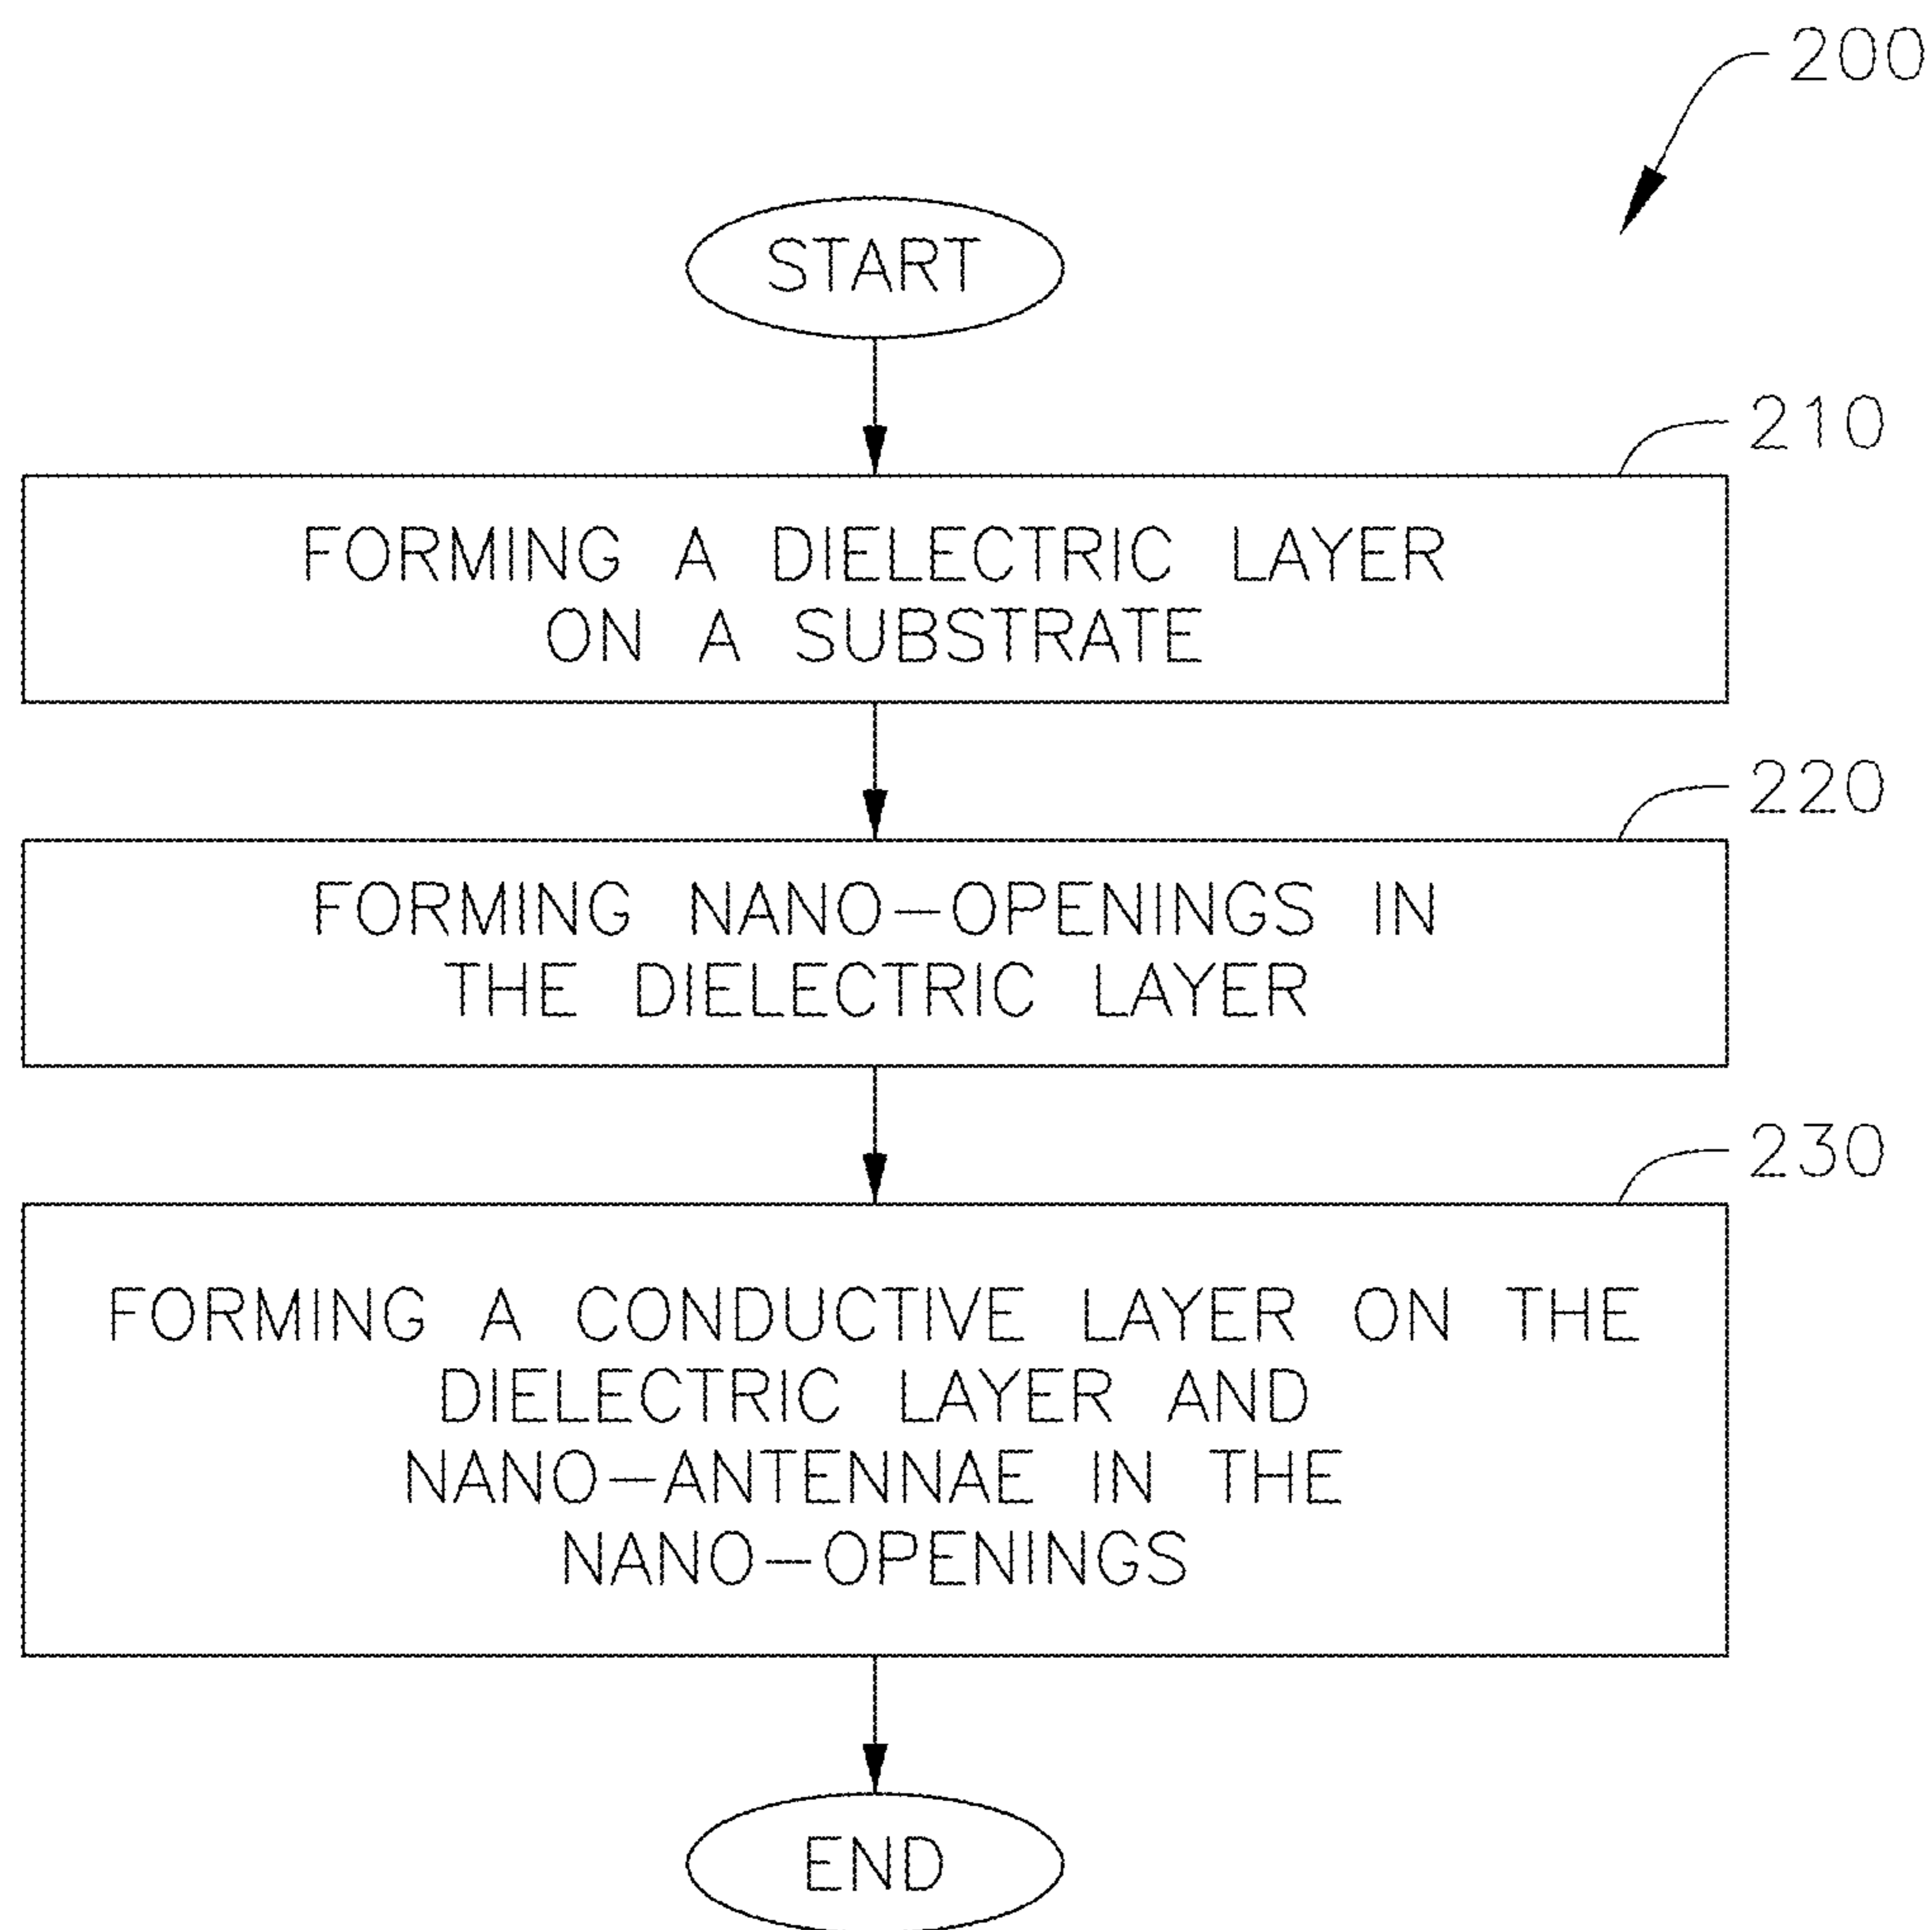 200
START
210
FORMING A DIELECTRIC LAYER
ON A SUBSTRATE
220
FORMING NANO-OPENINGS IN
THE DIELECTRIC LAYER
230
FORMING A CONDUCTIVE LAYER ON THE
DIELECTRIC LAYER AND
NANO-ANTENNAE IN THE
NANO-OPENINGS
END